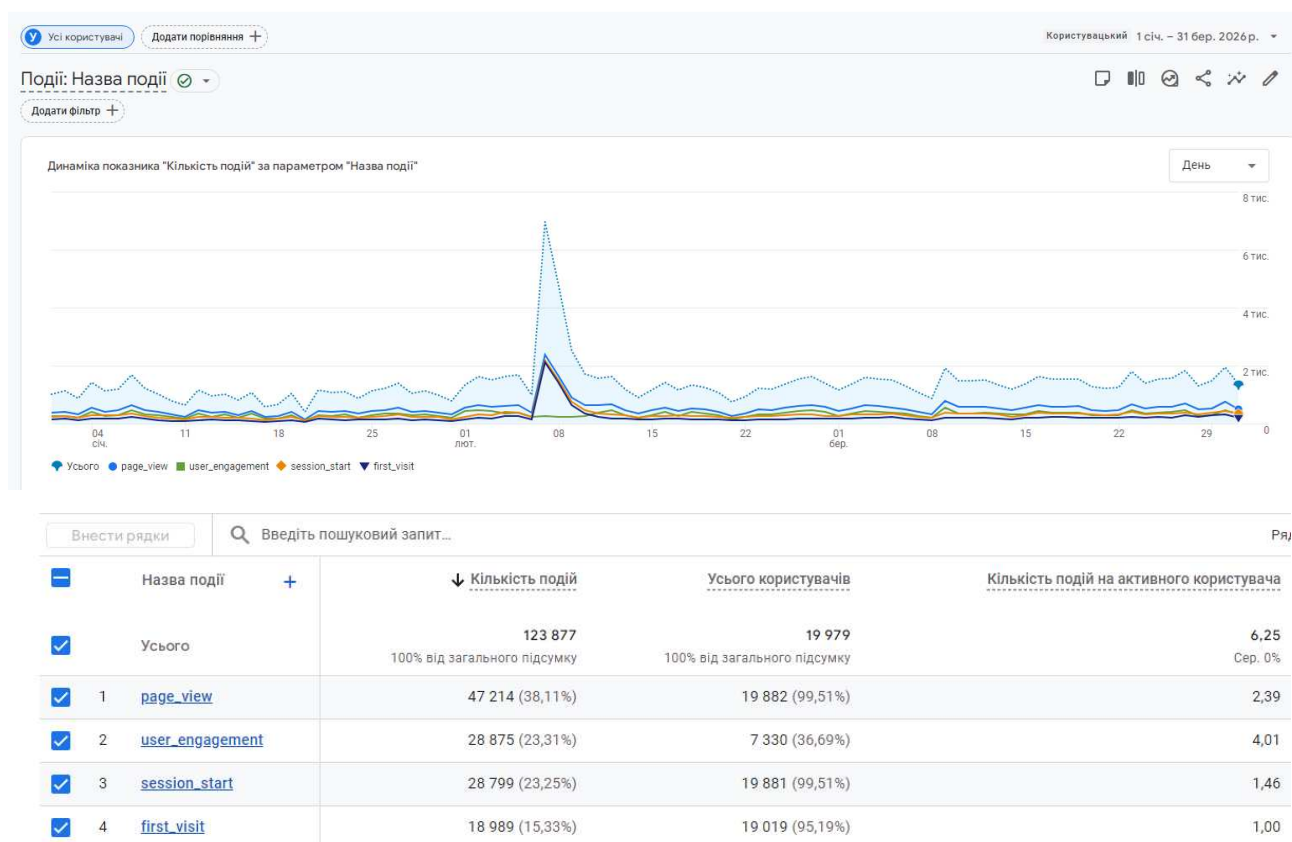 У Усі користувачі Додати порівняння + Користувацький 1 січ. – 31 бер. 2026 р.
Події: Назва події
Додати фільтр +
Динаміка показника "Кількість подій" за параметром "Назва події" День
8 тис.
6 тис.
4 тис.
2 тис.
0
04 11 18 25 01 08 15 22 01 08 15 22 29
січ. лют. бер.
Усього page_view user_engagement session_start first_visit
Внести рядки Введіть пошуковий запит... Ряд
Назва події + Кількість подій Усього користувачів Кількість подій на активного користувача
Усього 123 877 19 979 6,25
100% від загального підсумку 100% від загального підсумку Сер. 0%
1 page_view 47 214 (38,11%) 19 882 (99,51%) 2,39
2 user_engagement 28 875 (23,31%) 7 330 (36,69%) 4,01
3 session_start 28 799 (23,25%) 19 881 (99,51%) 1,46
4 first_visit 18 989 (15,33%) 19 019 (95,19%) 1,00